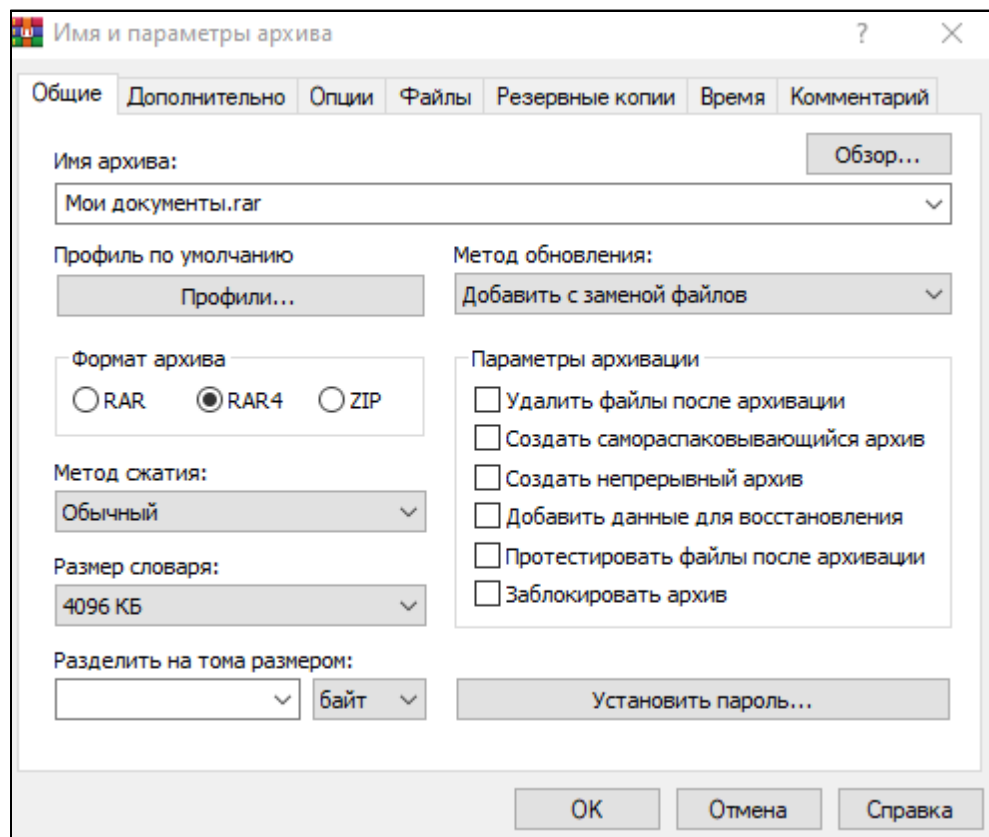 Имя и параметры архива
?
Общие Дополнительно Опции Файлы Резервные копии Время Комментарий
Имя архива:
Обзор...
Мои документы.rar
Профиль по умолчанию
Метод обновления:
Профили...
Добавить с заменой файлов
Формат архива
RAR RAR4 ZIP
Параметры архивации
Удалить файлы после архивации
Создать самораспаковывающийся архив
Создать непрерывный архив
Добавить данные для восстановления
Протестировать файлы после архивации
Заблокировать архив
Метод сжатия:
Обычный
Размер словаря:
4096 КБ
Разделить на тома размером:
байт
Установить пароль...
ОК Отмена Справка